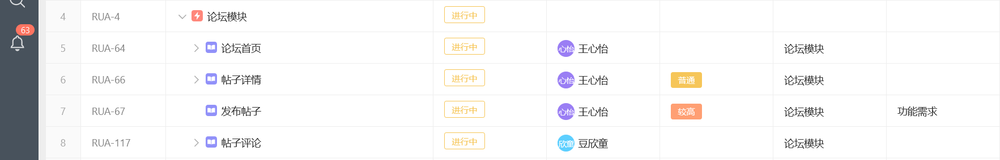 63
4 RUA-4 论坛模块 进行中
5 RUA-64 论坛首页 进行中 心怡 王心怡 论坛模块
6 RUA-66 帖子详情 进行中 心怡 王心怡 普通 论坛模块
7 RUA-67 发布帖子 进行中 心怡 王心怡 较高 论坛模块 功能需求
8 RUA-117 帖子评论 进行中 欣童 豆欣童 论坛模块